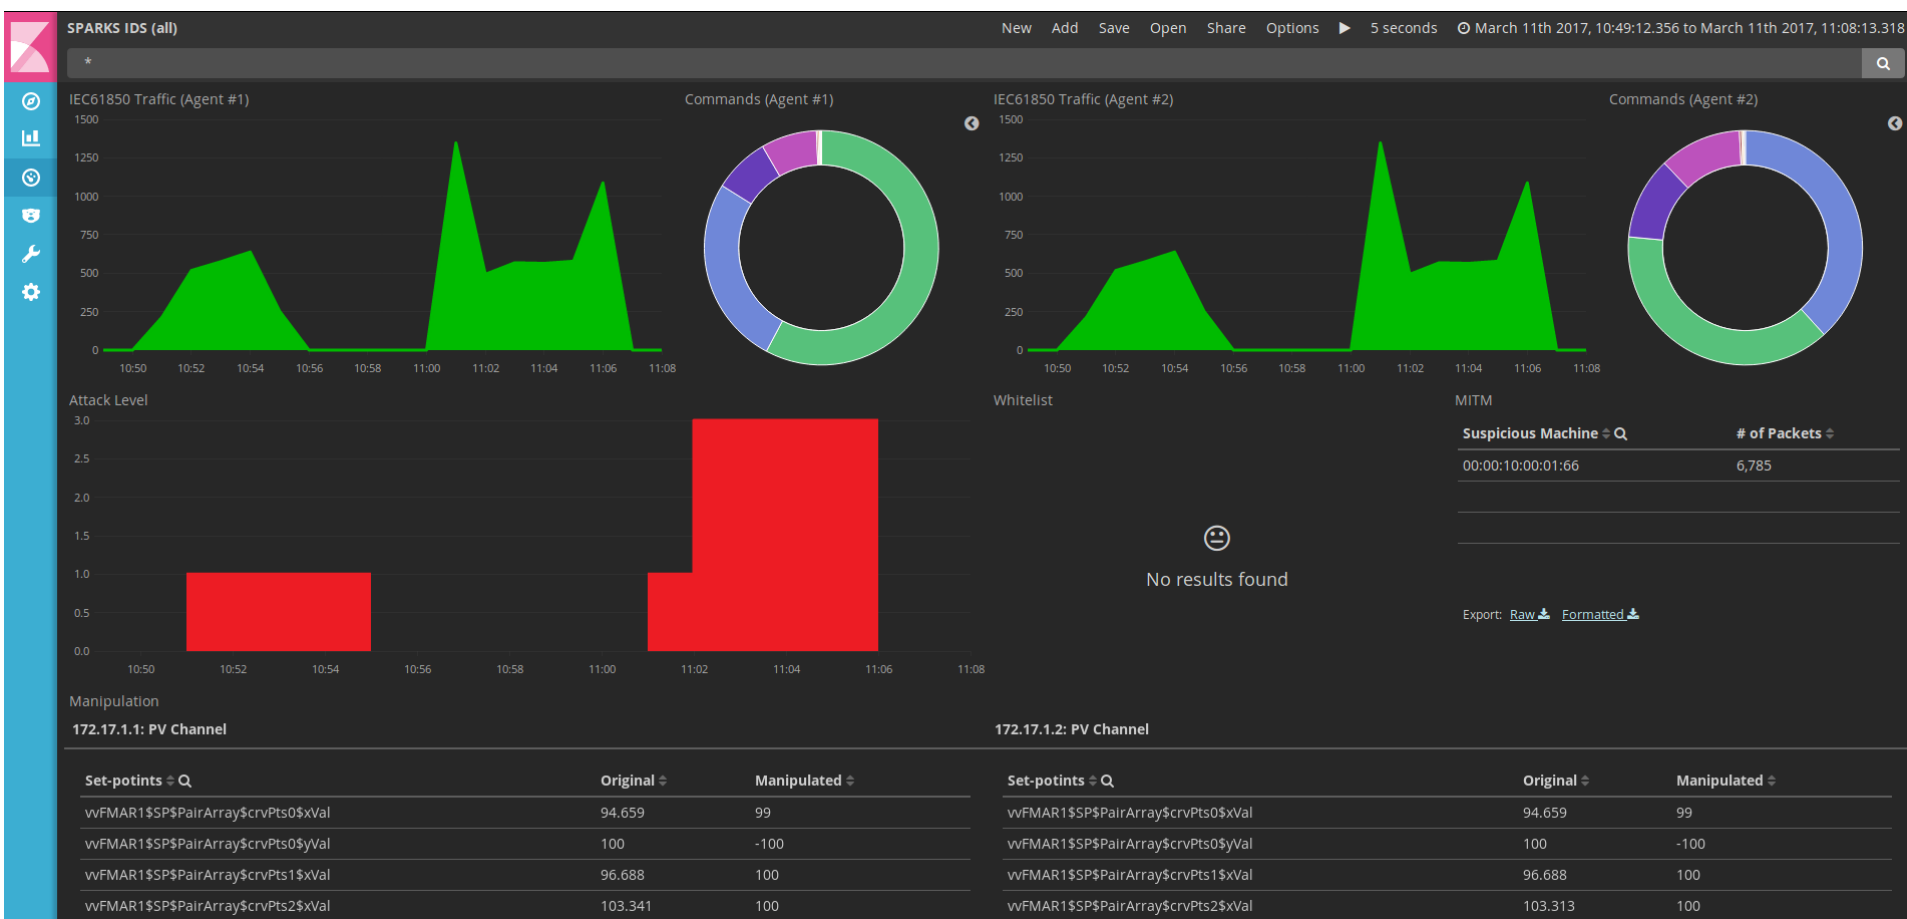 SPARKS IDS (all)
New Add Save Open Share Options 5 seconds March 11th 2017, 10:49:12.356 to March 11th 2017, 11:08:13.318
*
IEC61850 Traffic (Agent #1)
1500
1250
1000
750
500
250
0
10:50 10:52 10:54 10:56 10:58 11:00 11:02 11:04 11:06 11:08
Commands (Agent #1)
IEC61850 Traffic (Agent #2)
1500
1250
1000
750
500
250
0
10:50 10:52 10:54 10:56 10:58 11:00 11:02 11:04 11:06 11:08
Commands (Agent #2)
Attack Level
3.0
2.5
2.0
1.5
1.0
0.5
0.0
10:50 10:52 10:54 10:56 10:58 11:00 11:02 11:04 11:06 11:08
Whitelist
No results found
MITM
Suspicious Machine # of Packets
00:00:10:00:01:66 6,785
Export: Raw Formatted
Manipulation
172.17.1.1: PV Channel
Set-potints Original Manipulated
vvFMAR1$SP$PairArray$crvPts0$xVal 94.659 99
vvFMAR1$SP$PairArray$crvPts0$yVal 100 -100
vvFMAR1$SP$PairArray$crvPts1$xVal 96.688 100
vvFMAR1$SP$PairArray$crvPts2$xVal 103.341 100
172.17.1.2: PV Channel
Set-potints Original Manipulated
vvFMAR1$SP$PairArray$crvPts0$xVal 94.659 99
vvFMAR1$SP$PairArray$crvPts0$yVal 100 -100
vvFMAR1$SP$PairArray$crvPts1$xVal 96.688 100
vvFMAR1$SP$PairArray$crvPts2$xVal 103.313 100